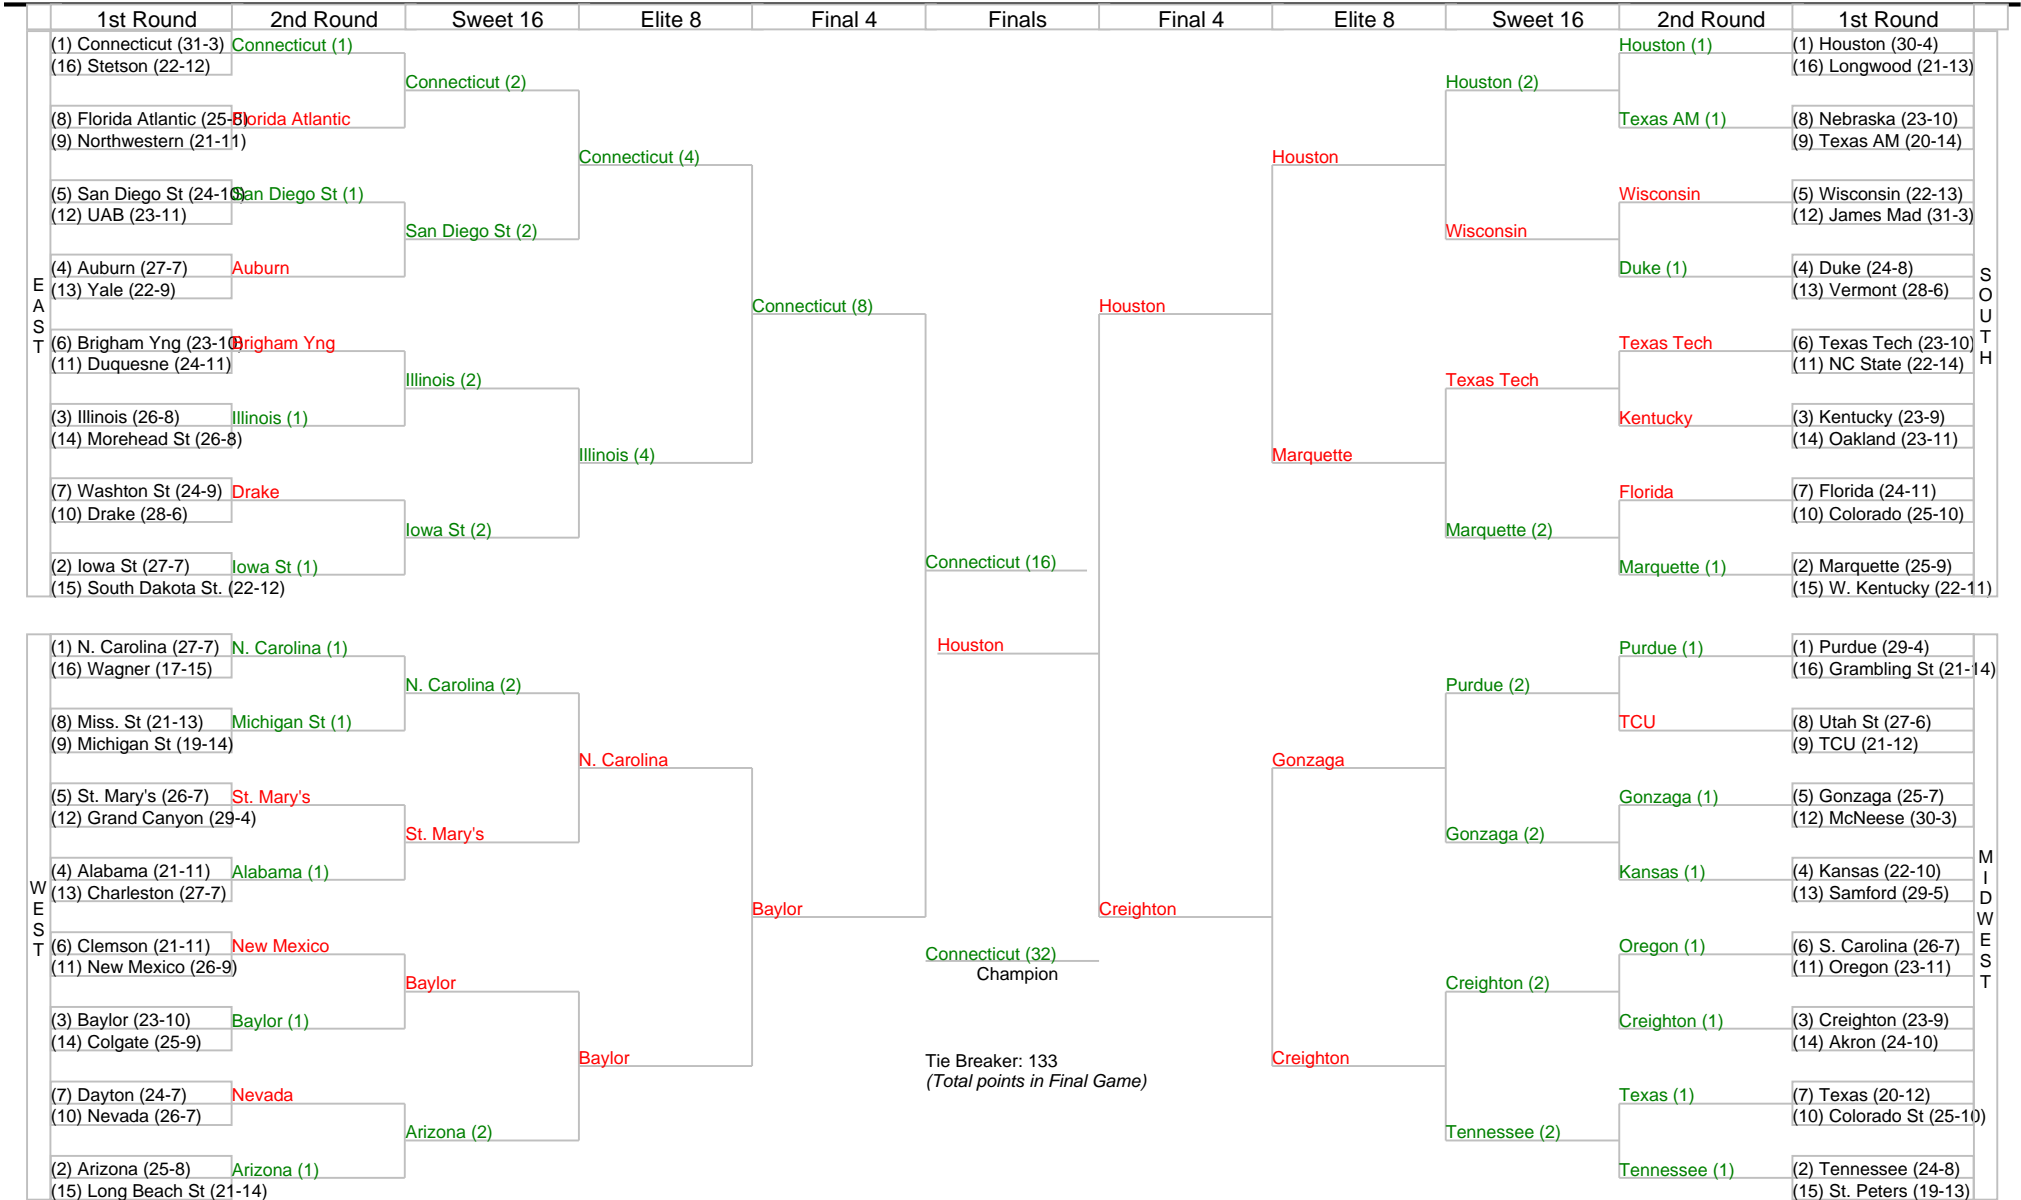 1st Round 2nd Round Sweet 16 Elite 8 Final 4 Finals Final 4 Elite 8 Sweet 16 2nd Round 1st Round
EAST
(1) Connecticut (31-3)
(16) Stetson (22-12)
(8) Florida Atlantic (25-8)
(9) Northwestern (21-11)
(5) San Diego St (24-10)
(12) UAB (23-11)
(4) Auburn (27-7)
(13) Yale (22-9)
(6) Brigham Yng (23-10)
(11) Duquesne (24-11)
(3) Illinois (26-8)
(14) Morehead St (26-8)
(7) Washton St (24-9)
(10) Drake (28-6)
(2) Iowa St (27-7)
(15) South Dakota St. (22-12)
Connecticut (1)
Florida Atlantic
San Diego St (1)
Auburn
Brigham Yng
Illinois (1)
Drake
Iowa St (1)
Connecticut (2)
San Diego St (2)
Illinois (2)
Iowa St (2)
Connecticut (4)
Illinois (4)
Connecticut (8)
WEST
(1) N. Carolina (27-7)
(16) Wagner (17-15)
(8) Miss. St (21-13)
(9) Michigan St (19-14)
(5) St. Mary's (26-7)
(12) Grand Canyon (29-4)
(4) Alabama (21-11)
(13) Charleston (27-7)
(6) Clemson (21-11)
(11) New Mexico (26-9)
(3) Baylor (23-10)
(14) Colgate (25-9)
(7) Dayton (24-7)
(10) Nevada (26-7)
(2) Arizona (25-8)
(15) Long Beach St (21-14)
N. Carolina (1)
Michigan St (1)
St. Mary's
Alabama (1)
New Mexico
Baylor (1)
Nevada
Arizona (1)
N. Carolina (2)
St. Mary's
Baylor
Arizona (2)
N. Carolina
Baylor
Baylor
Connecticut (16)
Houston
Connecticut (32)
Champion
Tie Breaker: 133
(Total points in Final Game)
Houston
Creighton
Houston
Marquette
Houston (2)
Wisconsin
Texas Tech
Marquette (2)
Houston (1)
Texas AM (1)
Wisconsin
Duke (1)
Texas Tech
Kentucky
Florida
Marquette (1)
(1) Houston (30-4)
(16) Longwood (21-13)
(8) Nebraska (23-10)
(9) Texas AM (20-14)
(5) Wisconsin (22-13)
(12) James Mad (31-3)
(4) Duke (24-8)
(13) Vermont (28-6)
(6) Texas Tech (23-10)
(11) NC State (22-14)
(3) Kentucky (23-9)
(14) Oakland (23-11)
(7) Florida (24-11)
(10) Colorado (25-10)
(2) Marquette (25-9)
(15) W. Kentucky (22-11)
SOUTH
Gonzaga
Creighton
Purdue (2)
Gonzaga (2)
Creighton (2)
Tennessee (2)
Purdue (1)
TCU
Gonzaga (1)
Kansas (1)
Oregon (1)
Creighton (1)
Texas (1)
Tennessee (1)
(1) Purdue (29-4)
(16) Grambling St (21-14)
(8) Utah St (27-6)
(9) TCU (21-12)
(5) Gonzaga (25-7)
(12) McNeese (30-3)
(4) Kansas (22-10)
(13) Samford (29-5)
(6) S. Carolina (26-7)
(11) Oregon (23-11)
(3) Creighton (23-9)
(14) Akron (24-10)
(7) Texas (20-12)
(10) Colorado St (25-10)
(2) Tennessee (24-8)
(15) St. Peters (19-13)
MIDWEST